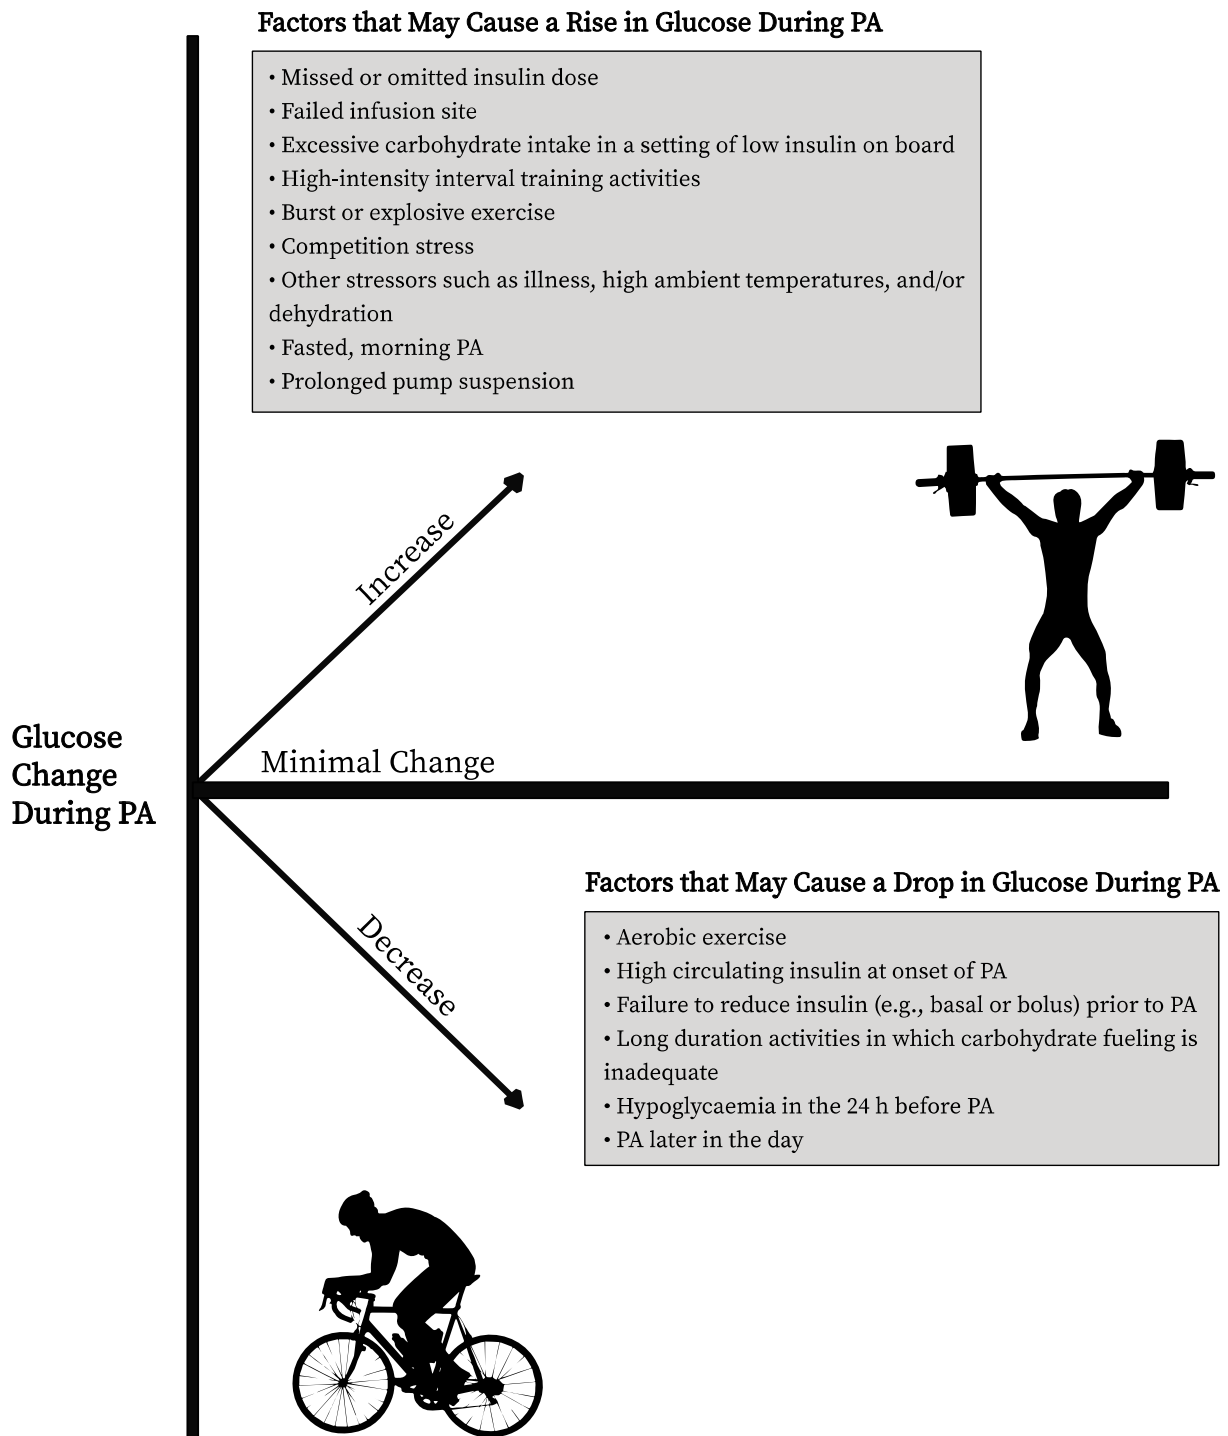 Factors that May Cause a Rise in Glucose During PA
• Missed or omitted insulin dose
• Failed infusion site
• Excessive carbohydrate intake in a setting of low insulin on board
• High-intensity interval training activities
• Burst or explosive exercise
• Competition stress
• Other stressors such as illness, high ambient temperatures, and/or
dehydration
• Fasted, morning PA
• Prolonged pump suspension
Increase
Glucose
Change
During PA
Minimal Change
Decrease
Factors that May Cause a Drop in Glucose During PA
• Aerobic exercise
• High circulating insulin at onset of PA
• Failure to reduce insulin (e.g., basal or bolus) prior to PA
• Long duration activities in which carbohydrate fueling is
inadequate
• Hypoglycaemia in the 24 h before PA
• PA later in the day